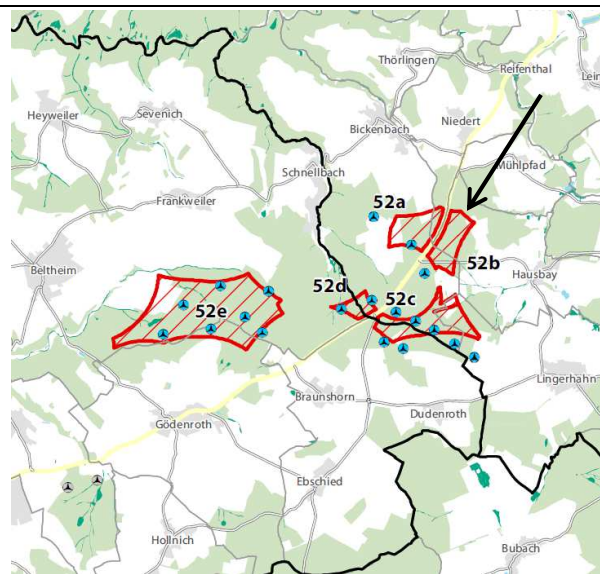 Thörlingen
Reifenthal
Lein
Heyweiler
Sevenich
Bickenbach
Niedert
Mühlpfad
Schnellbach
Frankweiler
52a
52b
Beltheim
Hausbay
52d
52c
52e
Lingerhahn
Braunshorn
Dudenroth
Gödenroth
Ebschied
Hollnich
Bubach